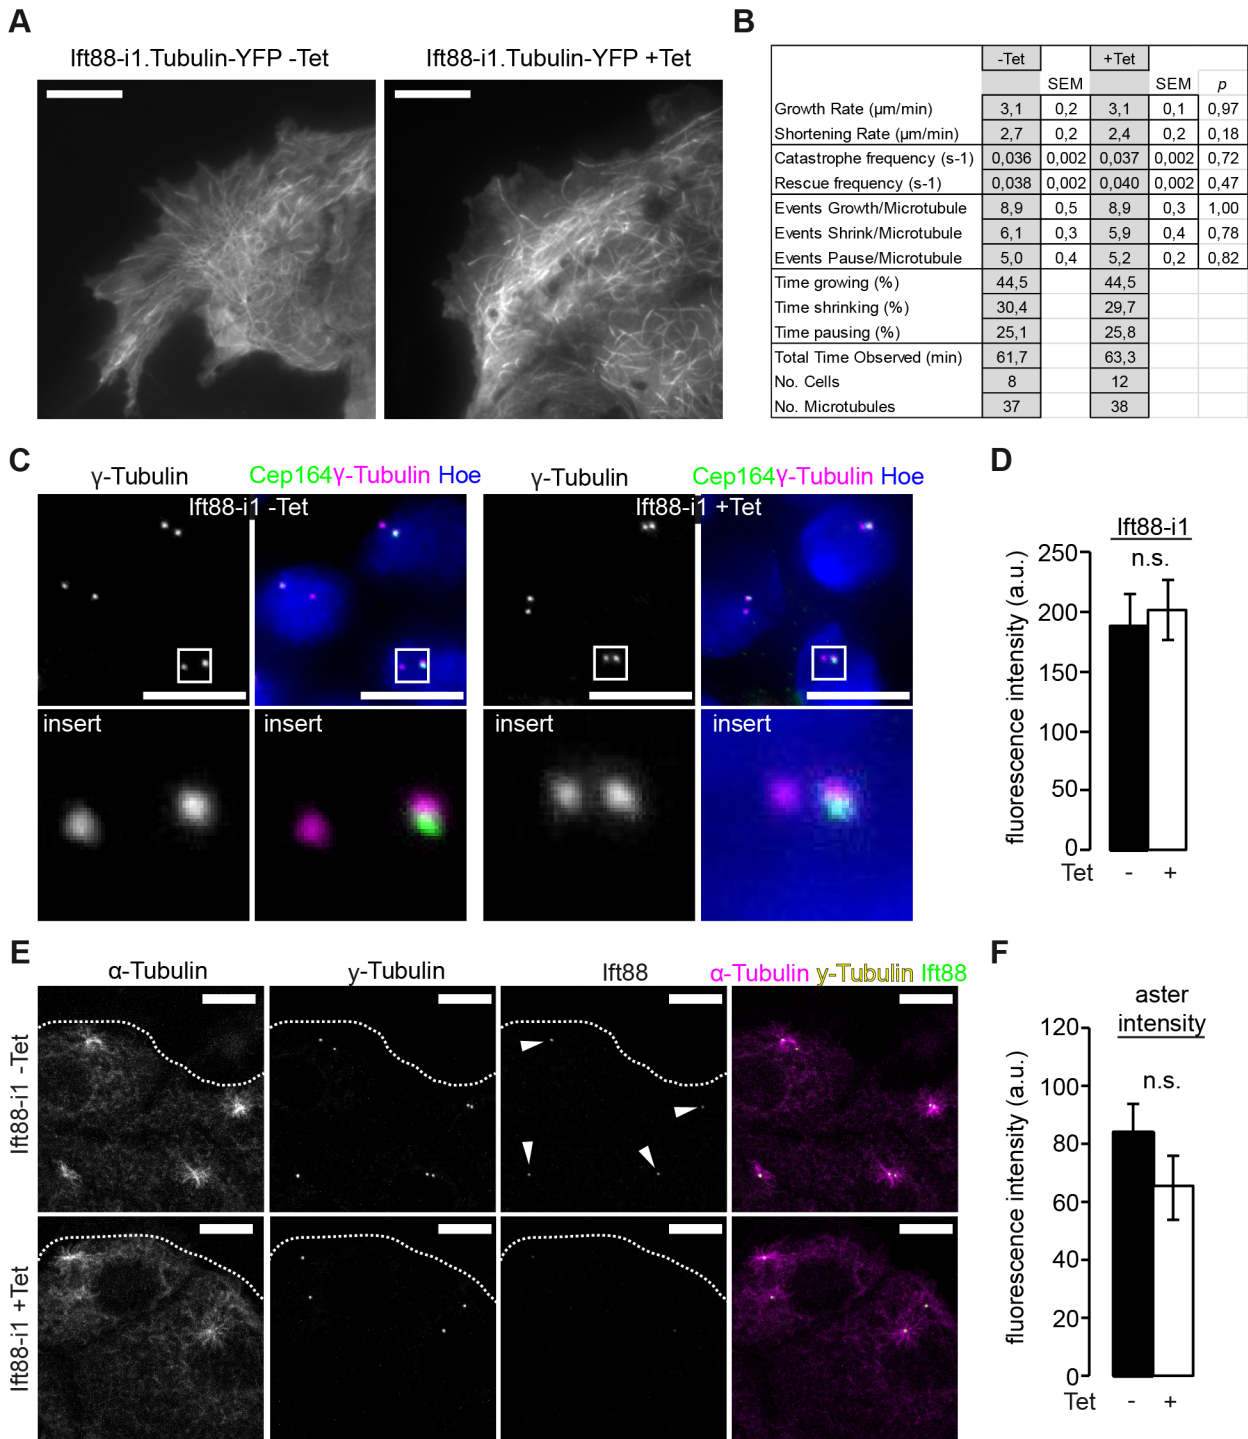 A
Ift88-i1.Tubulin-YFP -Tet
Ift88-i1.Tubulin-YFP +Tet
B
-Tet +Tet
SEM SEM p
Growth Rate (µm/min) 3,1 0,2 3,1 0,1 0,97
Shortening Rate (µm/min) 2,7 0,2 2,4 0,2 0,18
Catastrophe frequency (s-1) 0,036 0,002 0,037 0,002 0,72
Rescue frequency (s-1) 0,038 0,002 0,040 0,002 0,47
Events Growth/Microtubule 8,9 0,5 8,9 0,3 1,00
Events Shrink/Microtubule 6,1 0,3 5,9 0,4 0,78
Events Pause/Microtubule 5,0 0,4 5,2 0,2 0,82
Time growing (%) 44,5 44,5
Time shrinking (%) 30,4 29,7
Time pausing (%) 25,1 25,8
Total Time Observed (min) 61,7 63,3
No. Cells 8 12
No. Microtubules 37 38
C
γ-Tubulin
Cep164 γ-Tubulin Hoe
γ-Tubulin
Cep164 γ-Tubulin Hoe
Ift88-i1 -Tet
Ift88-i1 +Tet
insert
insert
insert
insert
D
Ift88-i1
n.s.
fluorescence intensity (a.u.)
250
200
150
100
50
0
Tet - +
E
α-Tubulin
y-Tubulin
Ift88
α-Tubulin y-Tubulin Ift88
Ift88-i1 -Tet
Ift88-i1 +Tet
F
aster
intensity
n.s.
fluorescence intensity (a.u.)
120
100
80
60
40
20
0
Tet - +